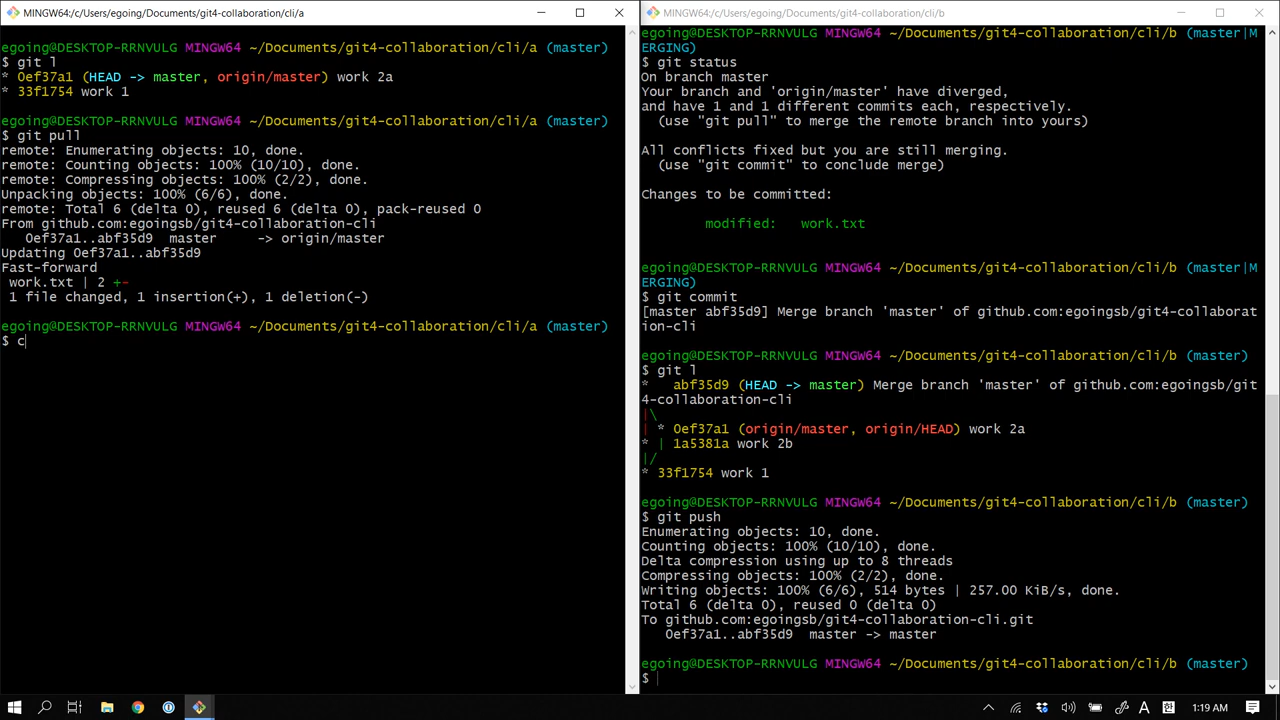 MINGW64:/c/Users/egoing/Documents/git4-collaboration/cli/a
egoing@DESKTOP-RRNVULG MINGW64 ~/Documents/git4-collaboration/cli/a (master)
$ git l
* 0ef37a1 (HEAD -> master, origin/master) work 2a
* 33f1754 work 1
egoing@DESKTOP-RRNVULG MINGW64 ~/Documents/git4-collaboration/cli/a (master)
$ git pull
remote: Enumerating objects: 10, done.
remote: Counting objects: 100% (10/10), done.
remote: Compressing objects: 100% (2/2), done.
Unpacking objects: 100% (6/6), done.
remote: Total 6 (delta 0), reused 6 (delta 0), pack-reused 0
From github.com:egoingsb/git4-collaboration-cli
   0ef37a1..abf35d9  master     -> origin/master
Updating 0ef37a1..abf35d9
Fast-forward
 work.txt | 2 +-
 1 file changed, 1 insertion(+), 1 deletion(-)
egoing@DESKTOP-RRNVULG MINGW64 ~/Documents/git4-collaboration/cli/a (master)
$ c
MINGW64:/c/Users/egoing/Documents/git4-collaboration/cli/b
egoing@DESKTOP-RRNVULG MINGW64 ~/Documents/git4-collaboration/cli/b (master|M
ERGING)
$ git status
On branch master
Your branch and 'origin/master' have diverged,
and have 1 and 1 different commits each, respectively.
  (use "git pull" to merge the remote branch into yours)
All conflicts fixed but you are still merging.
  (use "git commit" to conclude merge)
Changes to be committed:
        modified:   work.txt
egoing@DESKTOP-RRNVULG MINGW64 ~/Documents/git4-collaboration/cli/b (master|M
ERGING)
$ git commit
[master abf35d9] Merge branch 'master' of github.com:egoingsb/git4-collaborat
ion-cli
egoing@DESKTOP-RRNVULG MINGW64 ~/Documents/git4-collaboration/cli/b (master)
$ git l
*   abf35d9 (HEAD -> master) Merge branch 'master' of github.com:egoingsb/git
4-collaboration-cli
|\
| * 0ef37a1 (origin/master, origin/HEAD) work 2a
* | 1a5381a work 2b
|/
* 33f1754 work 1
egoing@DESKTOP-RRNVULG MINGW64 ~/Documents/git4-collaboration/cli/b (master)
$ git push
Enumerating objects: 10, done.
Counting objects: 100% (10/10), done.
Delta compression using up to 8 threads
Compressing objects: 100% (2/2), done.
Writing objects: 100% (6/6), 514 bytes | 257.00 KiB/s, done.
Total 6 (delta 0), reused 0 (delta 0)
To github.com:egoingsb/git4-collaboration-cli.git
   0ef37a1..abf35d9  master -> master
egoing@DESKTOP-RRNVULG MINGW64 ~/Documents/git4-collaboration/cli/b (master)
$
A 한 1:19 AM